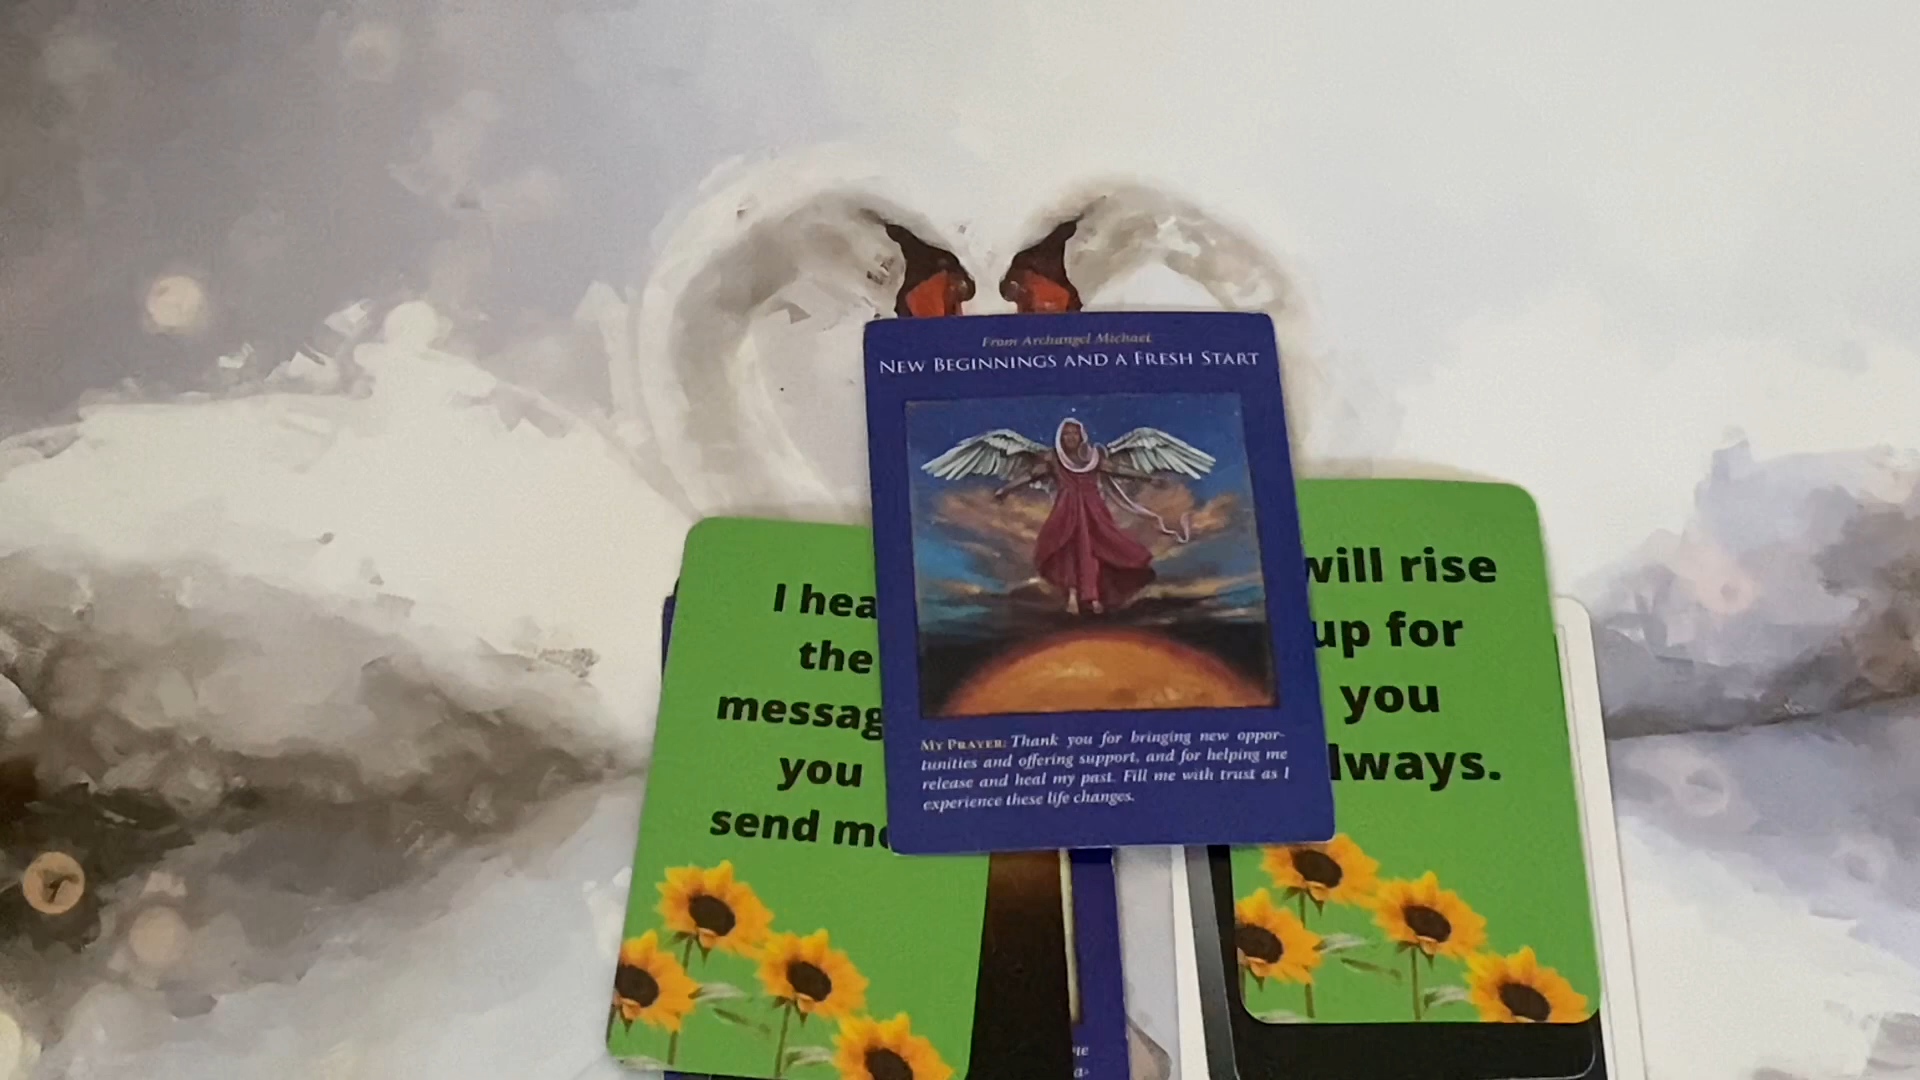 From Archangel Michael
NEW BEGINNINGS AND A FRESH START
MY PRAYER: Thank you for bringing new oppor-
tunities and offering support, and for helping me
release and heal my past. Fill me with trust as I
experience these life changes.
I hea
the
messag
you
send me
will rise
up for
you
lways.